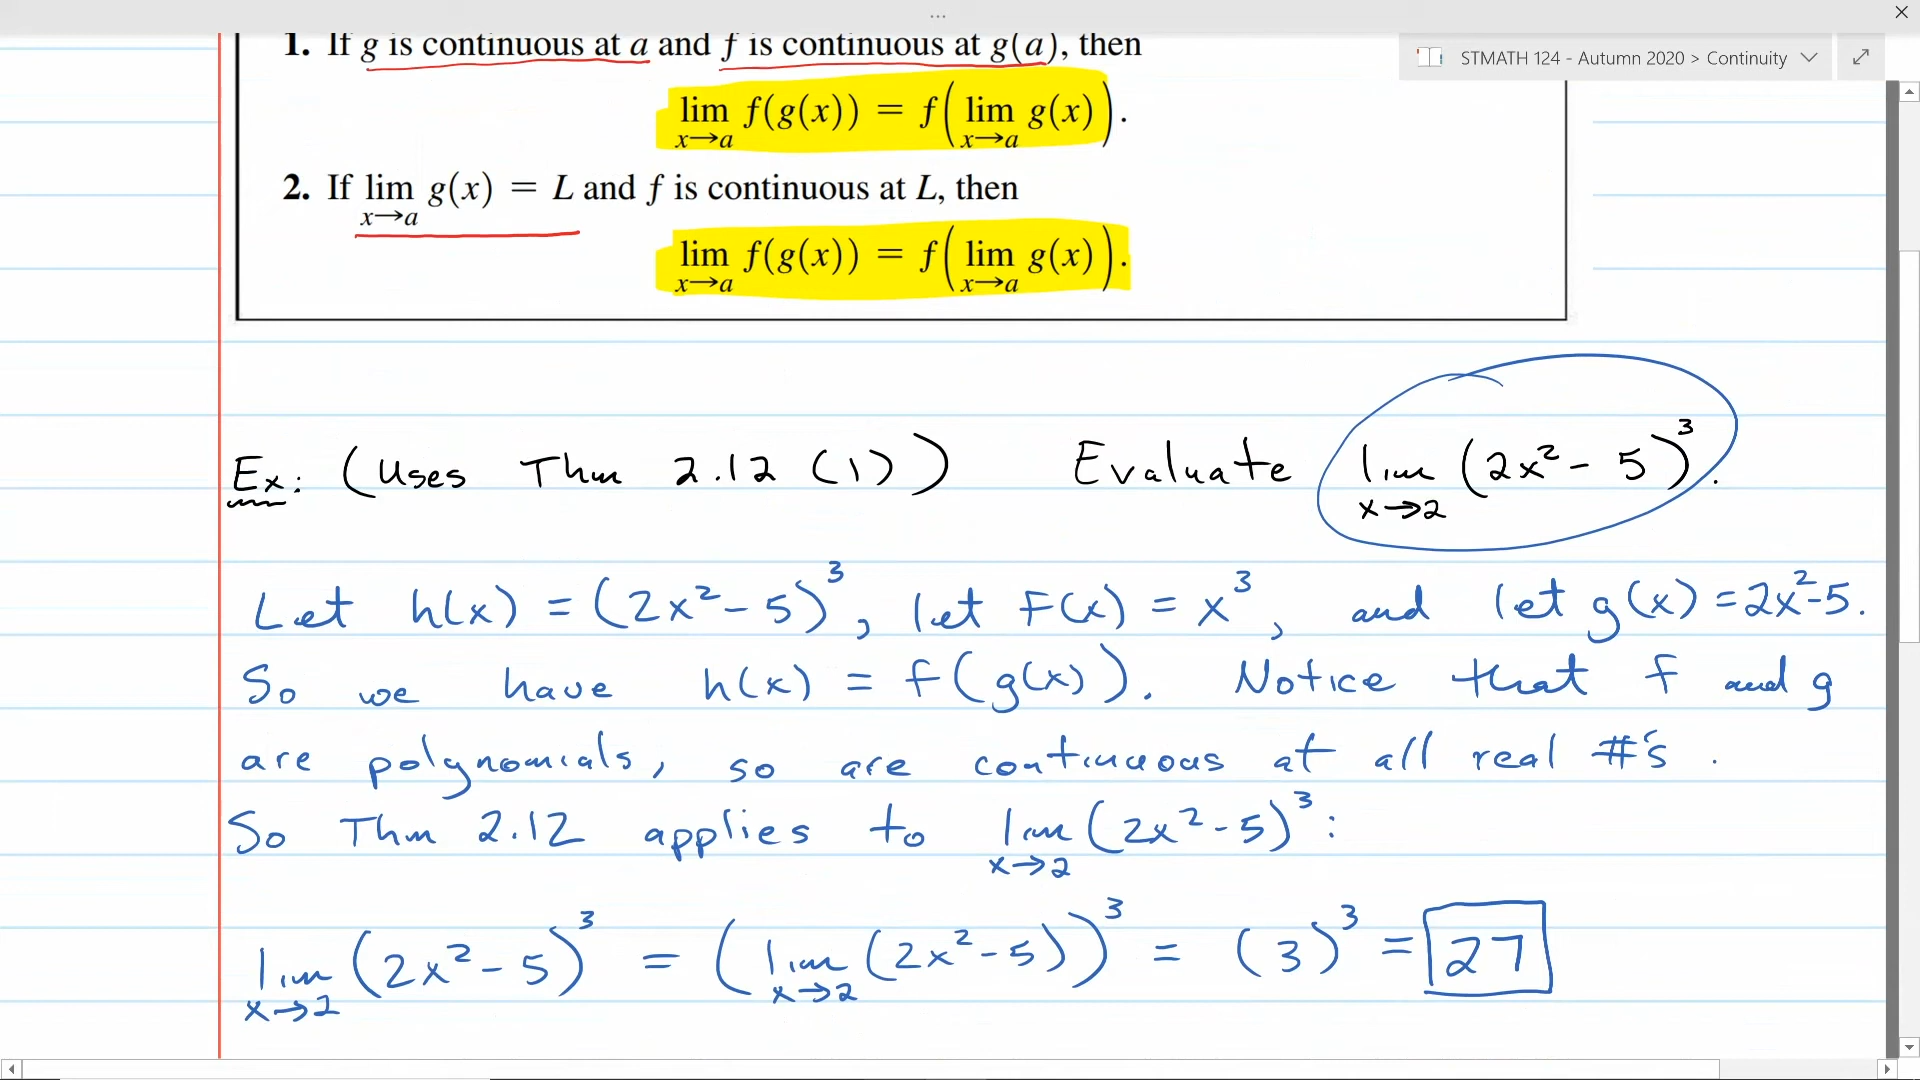 ...
STMATH 124 - Autumn 2020 > Continuity
1. If g is continuous at a and f is continuous at g(a), then
lim x→a f(g(x)) = f(lim x→a g(x)).
2. If lim x→a g(x) = L and f is continuous at L, then
lim x→a f(g(x)) = f(lim x→a g(x)).
Ex: (Uses Thm 2.12 (1)) Evaluate lim x→2 (2x² - 5)³.
Let h(x) = (2x² - 5)³, let f(x) = x³, and let g(x) = 2x² - 5.
So we have h(x) = f(g(x)). Notice that f and g
are polynomials, so are continuous at all real #'s.
So Thm 2.12 applies to lim x→2 (2x² - 5)³:
lim x→2 (2x² - 5)³ = (lim x→2 (2x² - 5))³ = (3)³ = 27